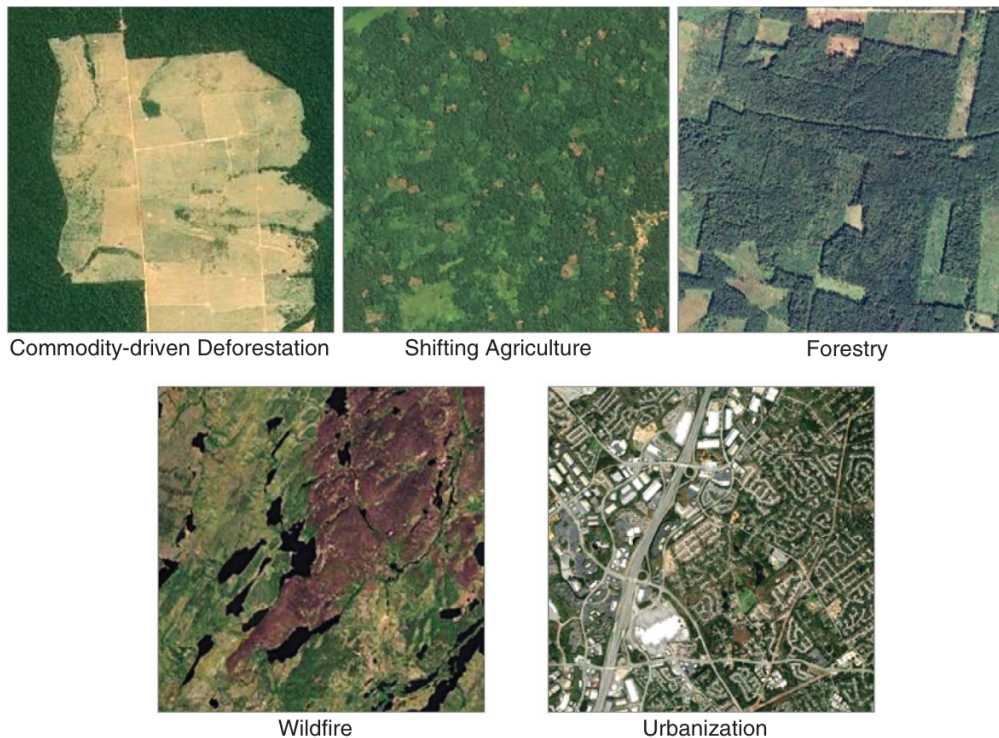 Commodity-driven Deforestation
Shifting Agriculture
Forestry
Wildfire
Urbanization